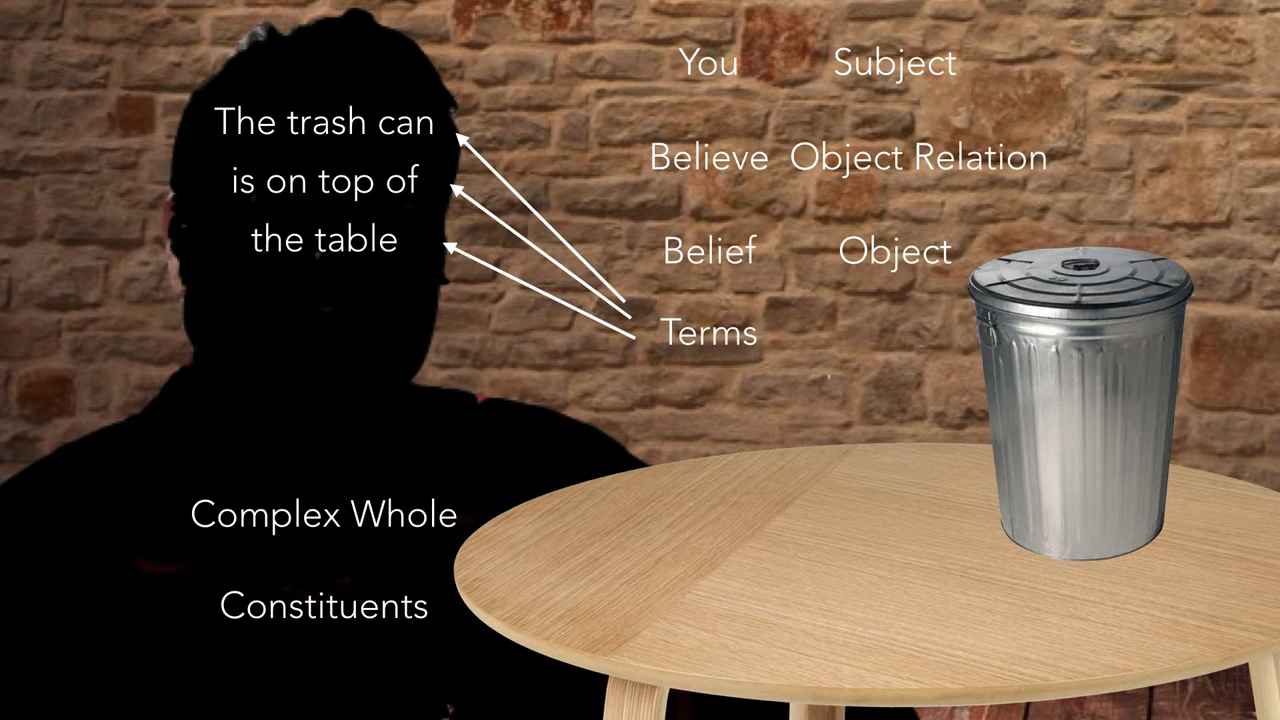 The trash can
is on top of
the table
You Subject
Believe Object Relation
Belief Object
Terms
Complex Whole
Constituents